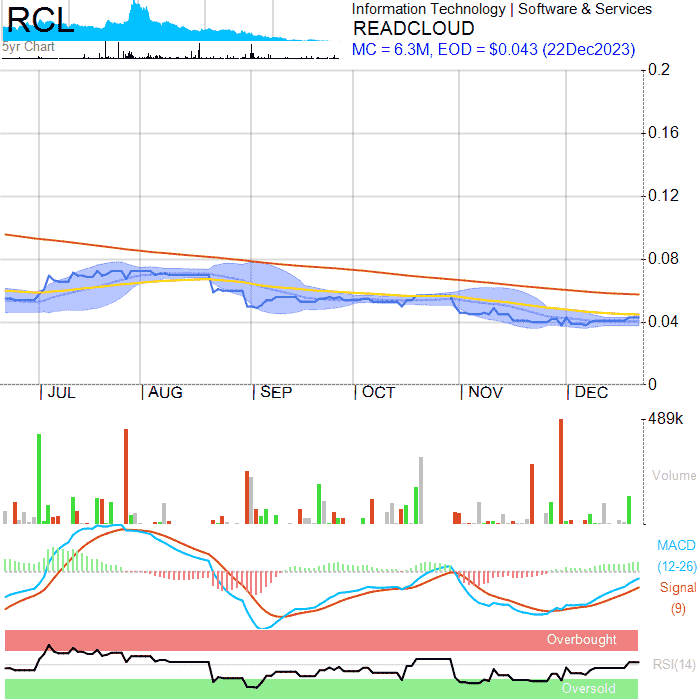 RCL
5yr Chart
Information Technology | Software & Services
READCLOUD
MC = 6.3M, EOD = $0.043 (22Dec2023)
0.2
0.16
0.12
0.08
0.04
0
JUL AUG SEP OCT NOV DEC
489k
Volume
MACD
(12-26)
Signal
(9)
Overbought
RSI(14)
Oversold